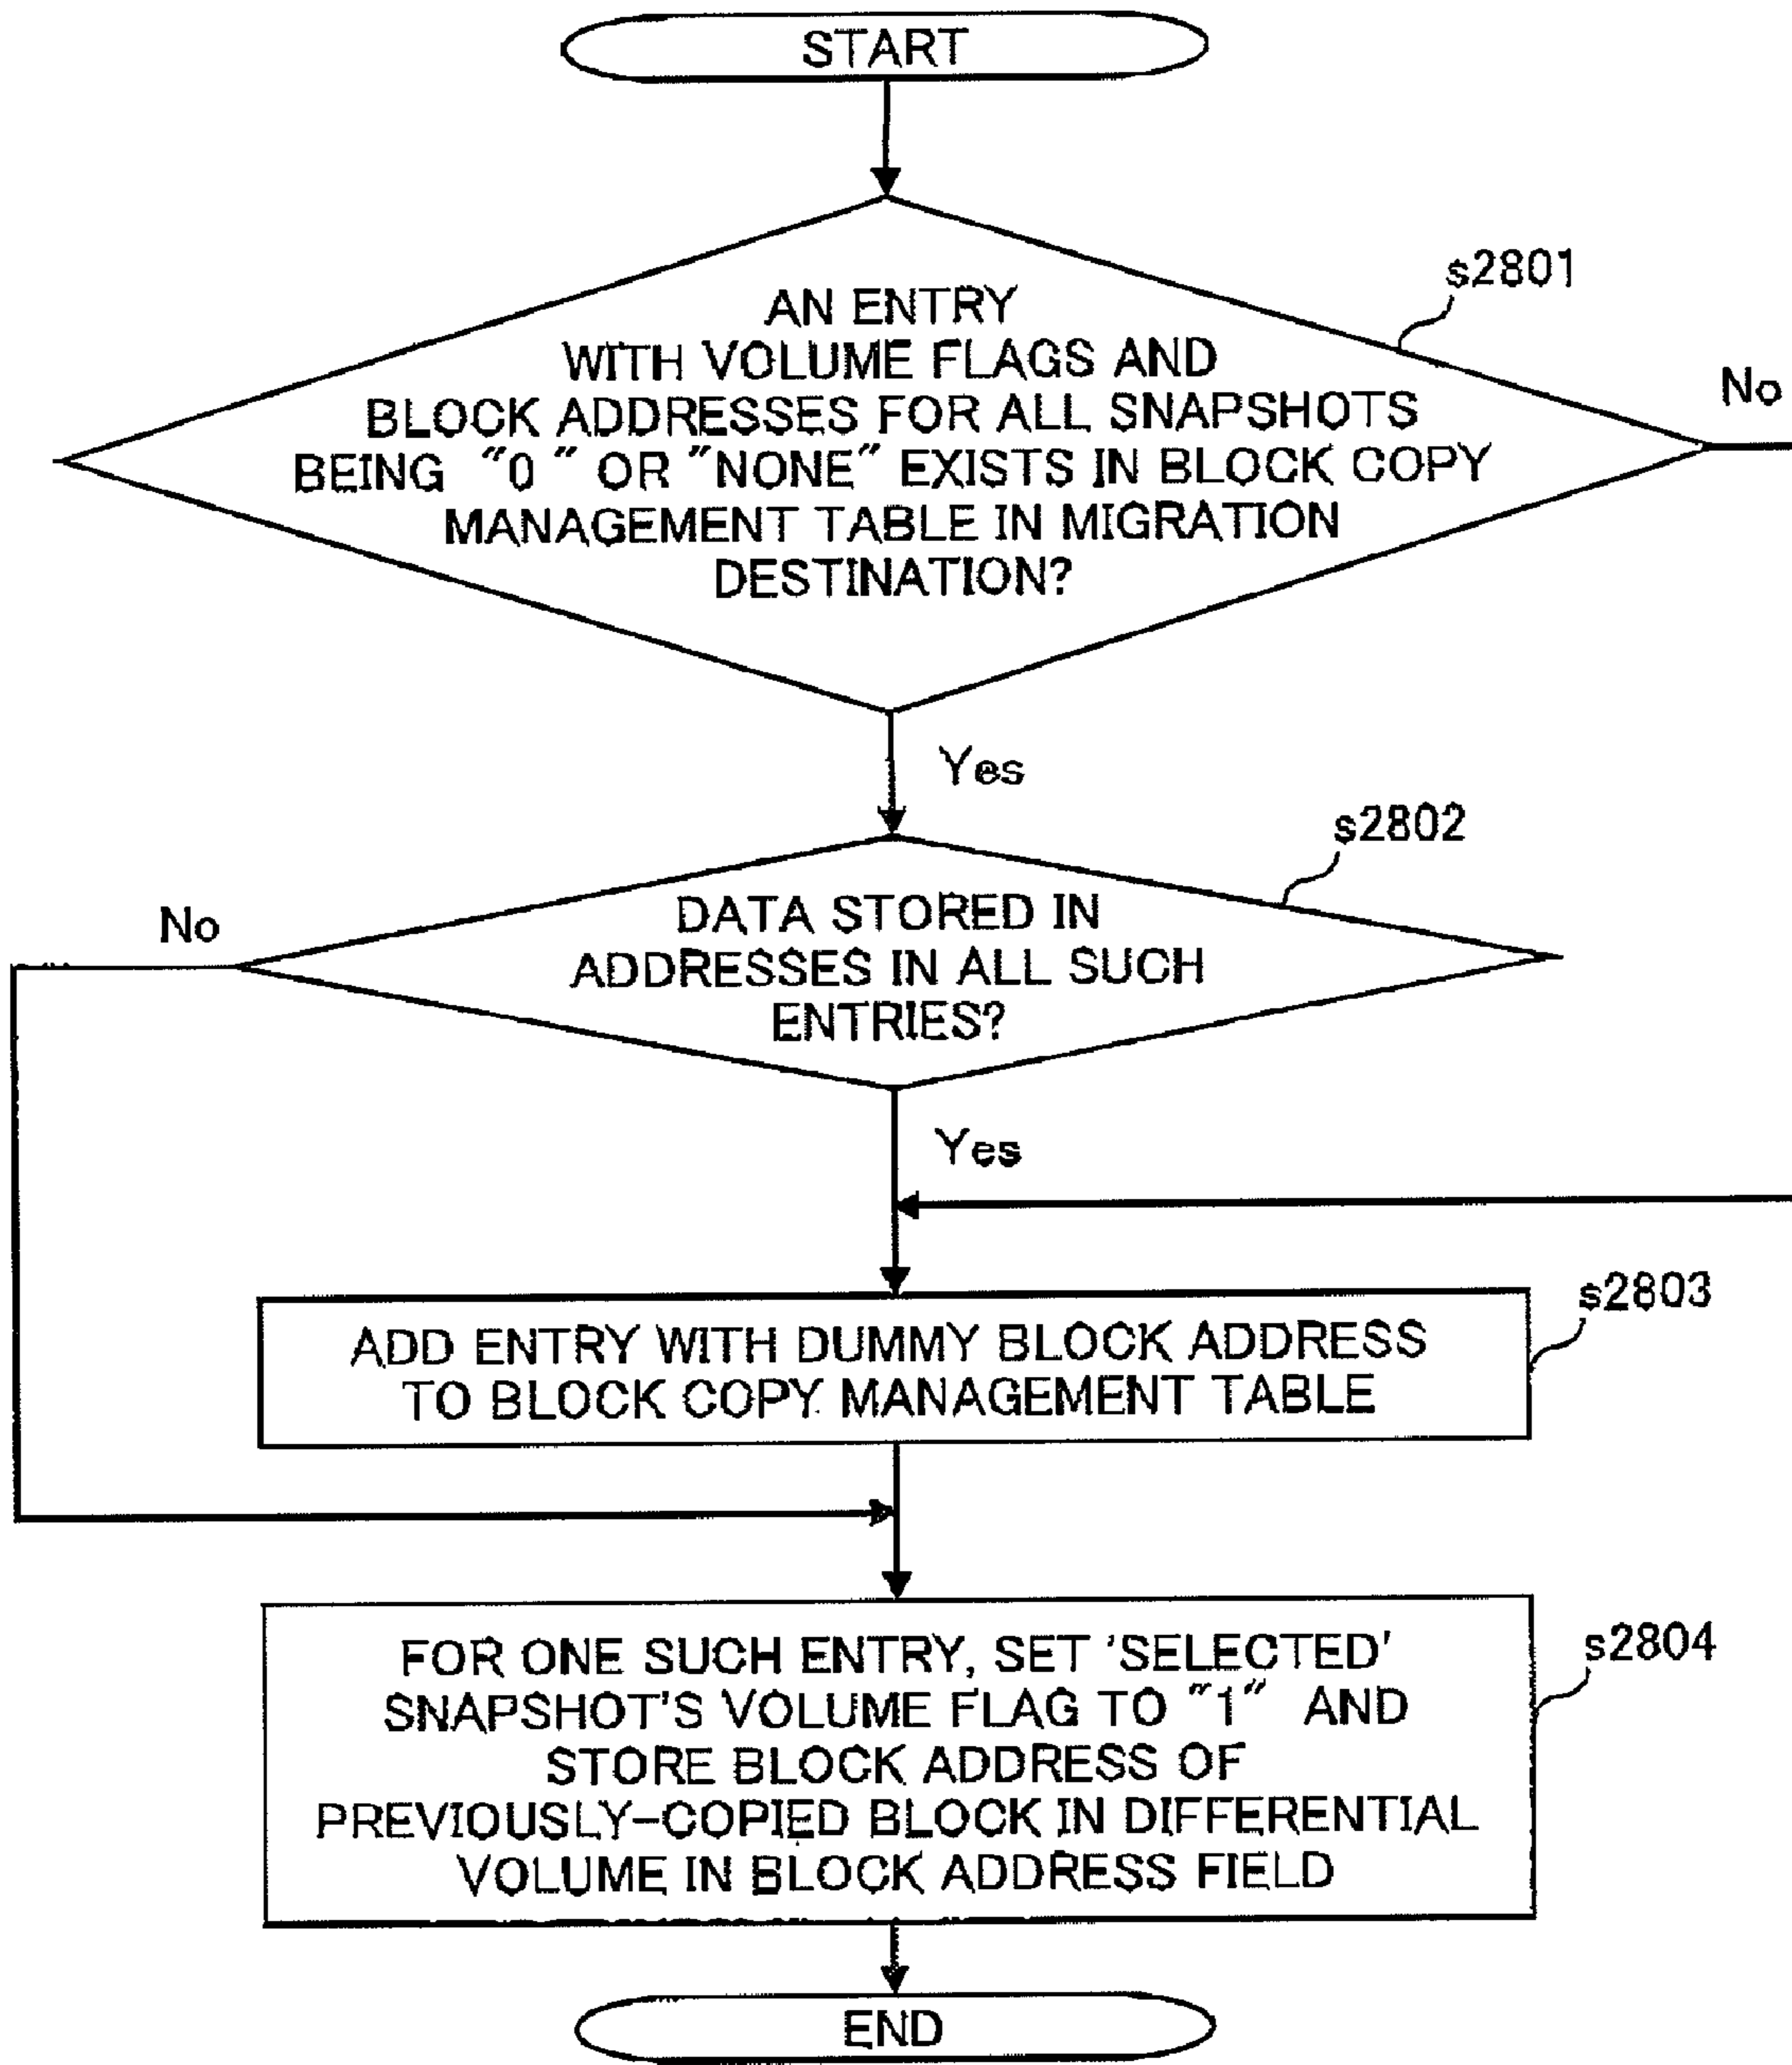 START
s2801
AN ENTRY
WITH VOLUME FLAGS AND
BLOCK ADDRESSES FOR ALL SNAPSHOTS
BEING "0 " OR "NONE" EXISTS IN BLOCK COPY
MANAGEMENT TABLE IN MIGRATION
DESTINATION?
No
Yes
s2802
No
DATA STORED IN
ADDRESSES IN ALL SUCH
ENTRIES?
Yes
s2803
ADD ENTRY WITH DUMMY BLOCK ADDRESS
TO BLOCK COPY MANAGEMENT TABLE
s2804
FOR ONE SUCH ENTRY, SET 'SELECTED'
SNAPSHOT'S VOLUME FLAG TO "1" AND
STORE BLOCK ADDRESS OF
PREVIOUSLY-COPIED BLOCK IN DIFFERENTIAL
VOLUME IN BLOCK ADDRESS FIELD
END